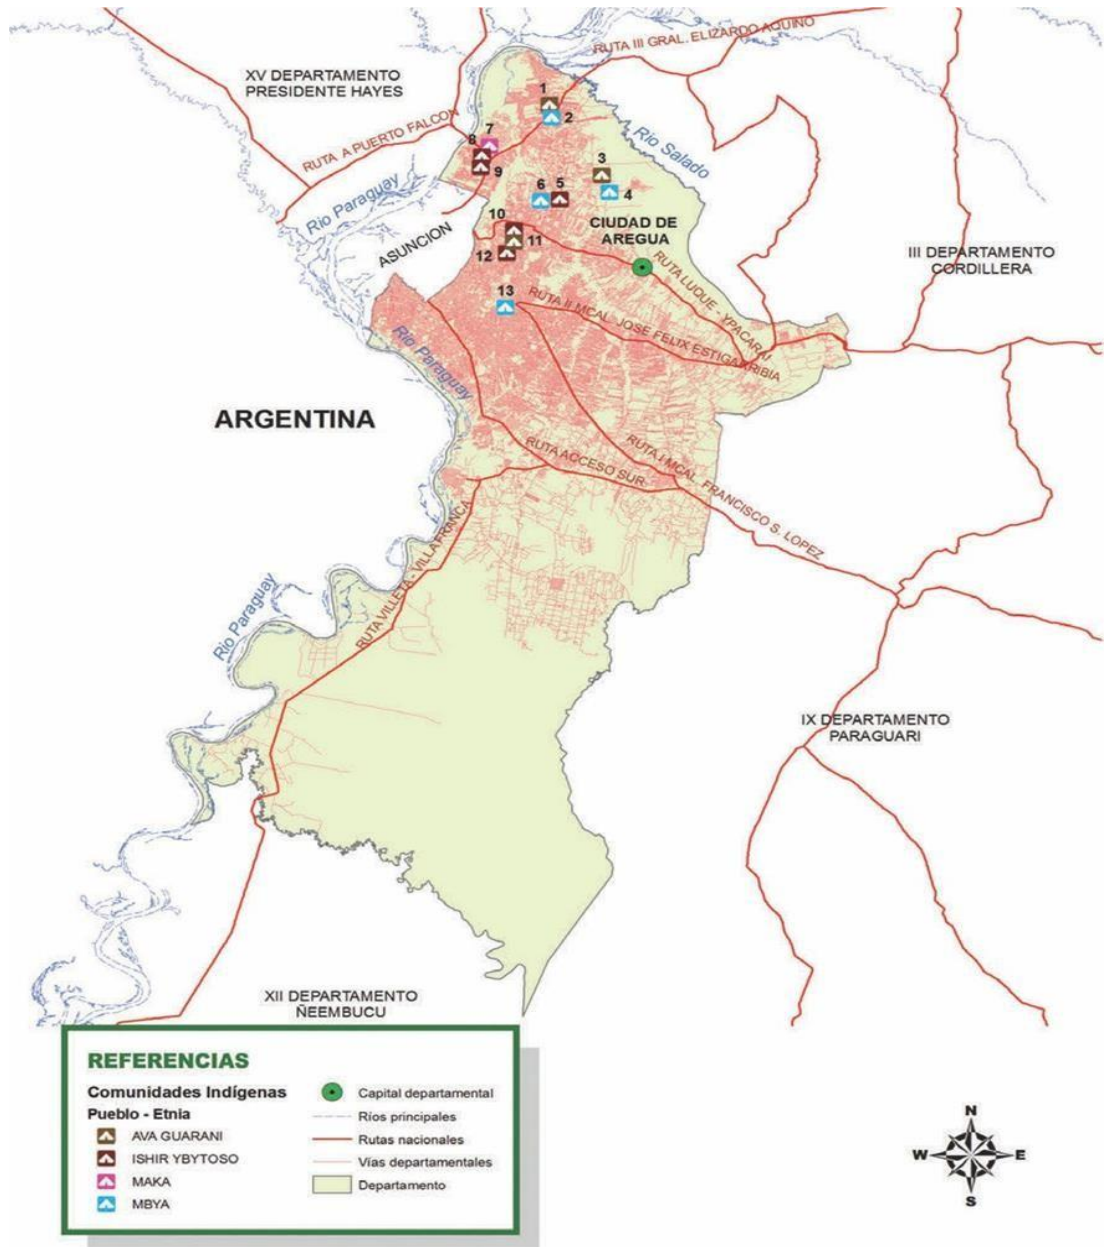 RUTA III GRAL. ELIZARDO AQUINO
XV DEPARTAMENTO
PRESIDENTE HAYES
RUTA A PUERTO FALCON
1
2
7
8
9
Rio Salado
3
4
6
5
Rio Paraguay
ASUNCION
10
11
12
CIUDAD DE
AREGUA
RUTA LUQUE - YPACARAI
III DEPARTAMENTO
CORDILLERA
13
RUTA II MCAL. JOSE FELIX ESTIGARRIBIA
Rio Paraguay
ARGENTINA
RUTA ACCESO SUR
RUTA I MCAL. FRANCISCO S. LOPEZ
RUTA VILLETA - VILLA FRANCA
Rio Paraguay
IX DEPARTAMENTO
PARAGUARI
XII DEPARTAMENTO
ÑEEMBUCU
REFERENCIAS
Comunidades Indígenas
Pueblo - Etnia
AVA GUARANI
ISHIR YBYTOSO
MAKA
MBYA
Capital departamental
Ríos principales
Rutas nacionales
Vías departamentales
Departamento
N
W
E
S